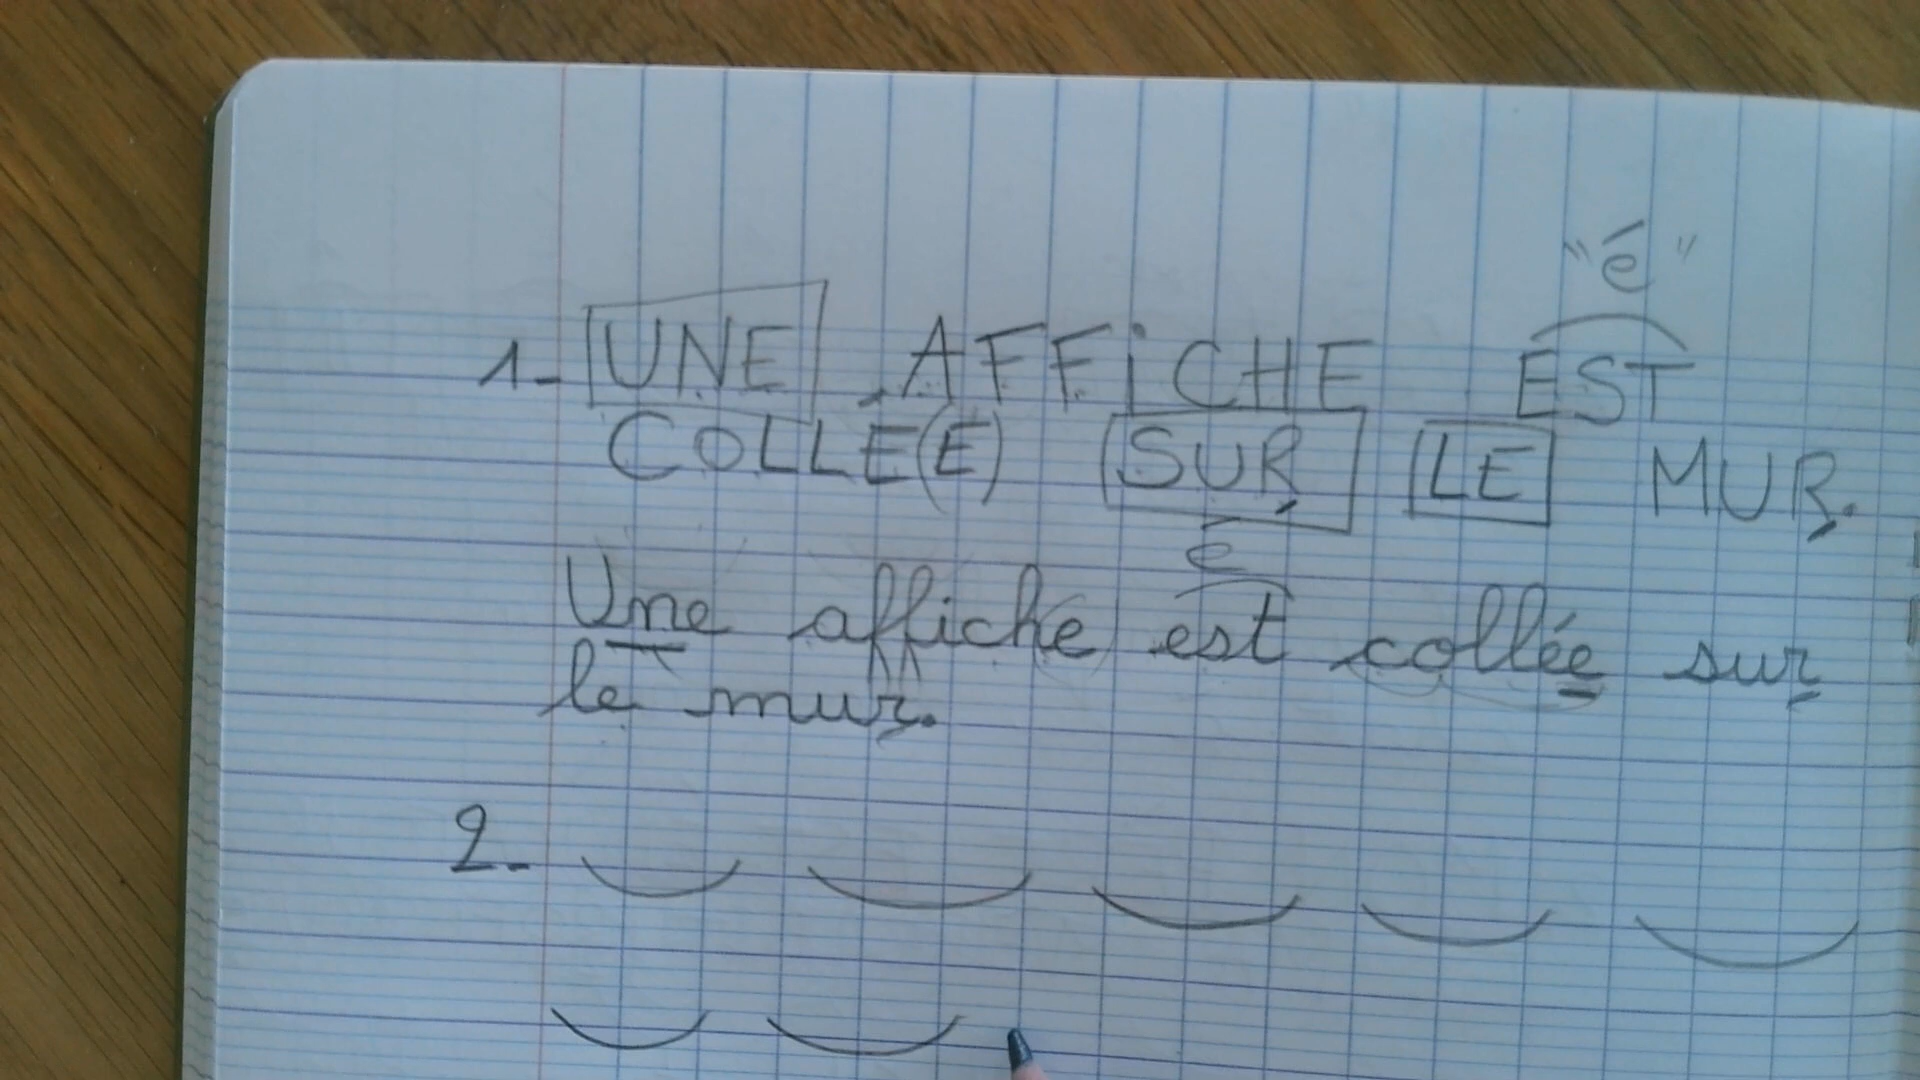 "é"
1- UNE AFFiCHE EST
COLLÉ(E) SUR LE MUR.
é
Une affiche est collée sur
le mur.
2-